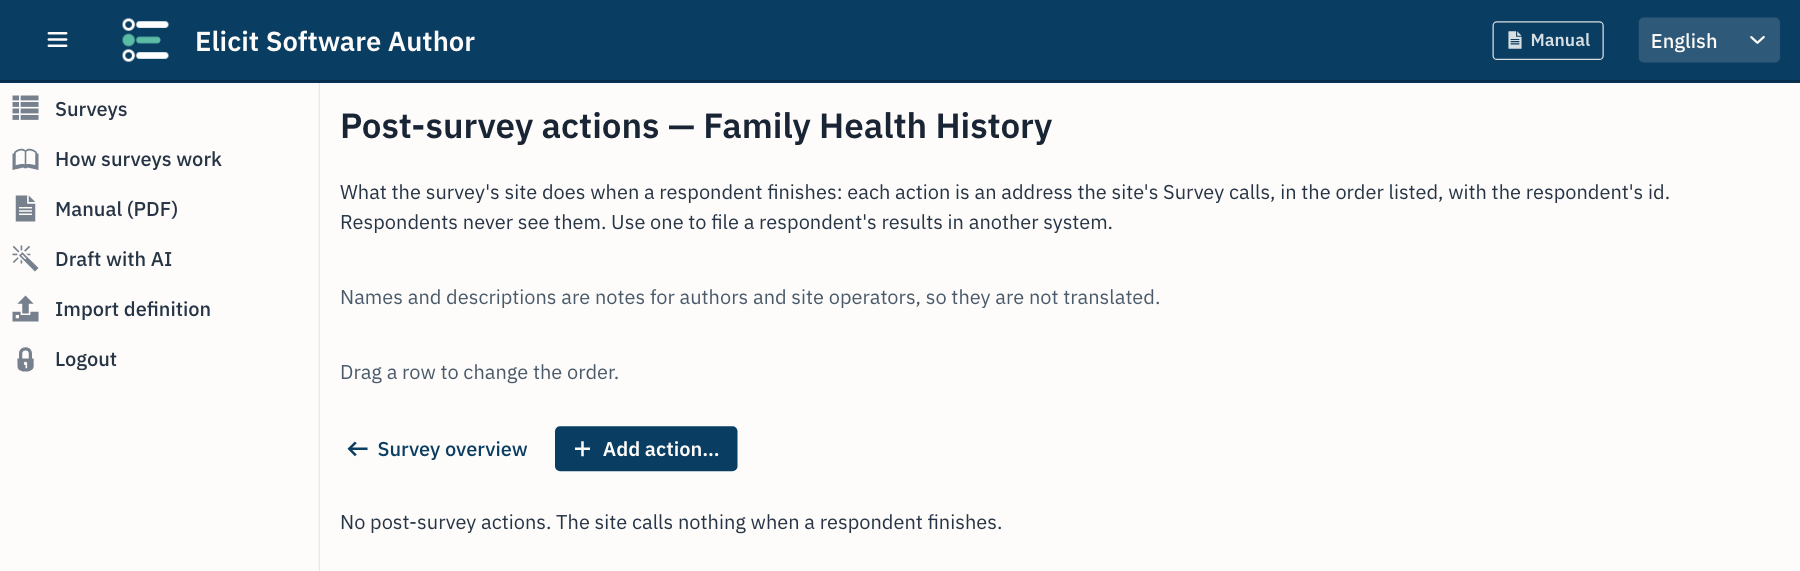 Elicit Software Author
Manual
English
Surveys
How surveys work
Manual (PDF)
Draft with AI
Import definition
Logout
Post-survey actions — Family Health History
What the survey's site does when a respondent finishes: each action is an address the site's Survey calls, in the order listed, with the respondent's id.
Respondents never see them. Use one to file a respondent's results in another system.
Names and descriptions are notes for authors and site operators, so they are not translated.
Drag a row to change the order.
Survey overview
Add action...
No post-survey actions. The site calls nothing when a respondent finishes.